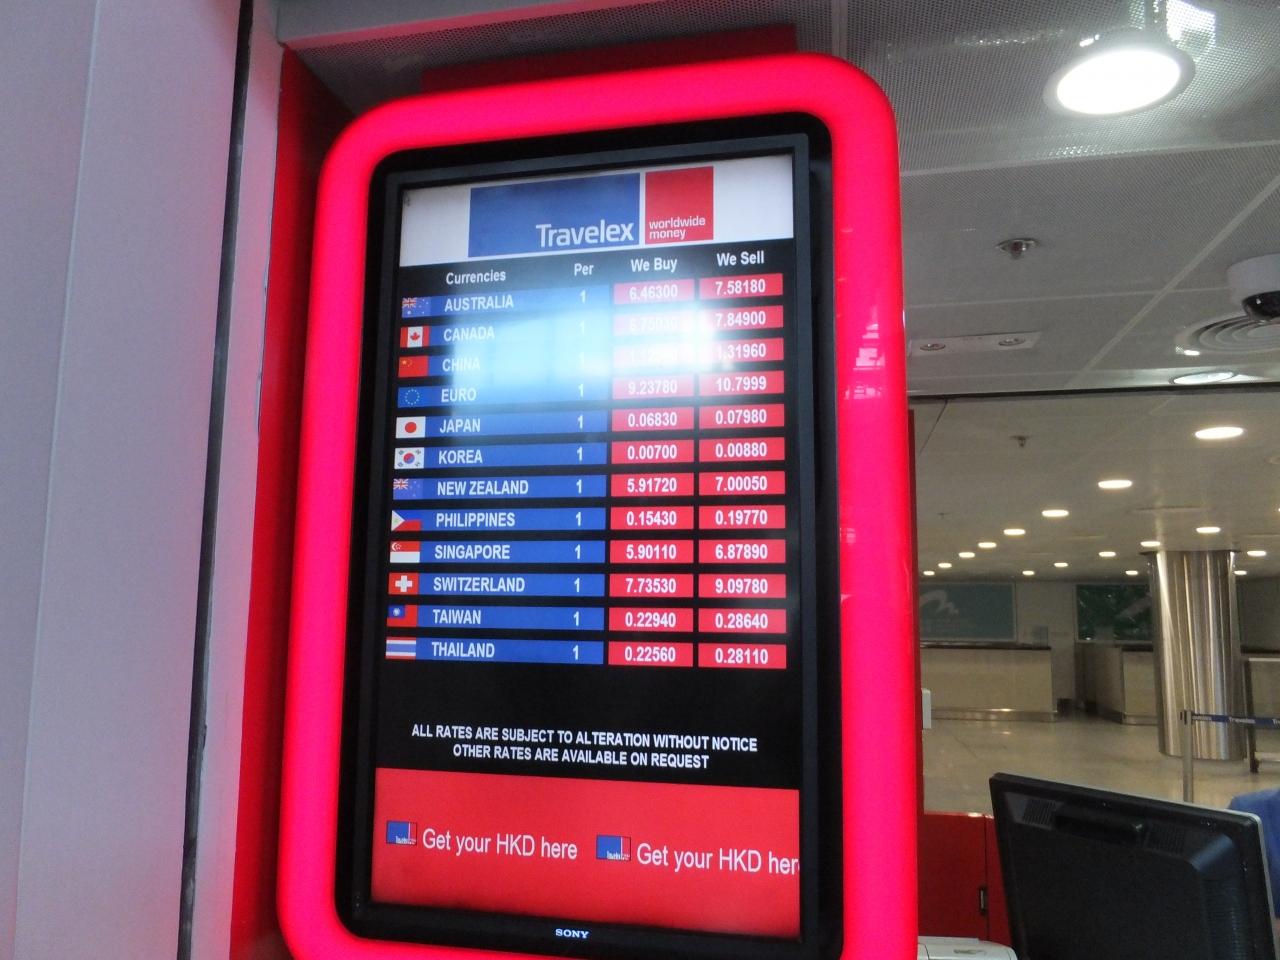 Travelex worldwide
money
Currencies Per We Buy We Sell
AUSTRALIA 1 6.46300 7.58180
CANADA 1 7.84900
CHINA 1 1.31960
EURO 1 9.23780 10.7999
JAPAN 1 0.06830 0.07980
KOREA 1 0.00700 0.00880
NEW ZEALAND 1 5.91720 7.00050
PHILIPPINES 1 0.15430 0.19770
SINGAPORE 1 5.90110 6.87890
SWITZERLAND 1 7.73530 9.09780
TAIWAN 1 0.22940 0.28640
THAILAND 1 0.22560 0.28110
ALL RATES ARE SUBJECT TO ALTERATION WITHOUT NOTICE
OTHER RATES ARE AVAILABLE ON REQUEST
Get your HKD here Get your HKD her
SONY